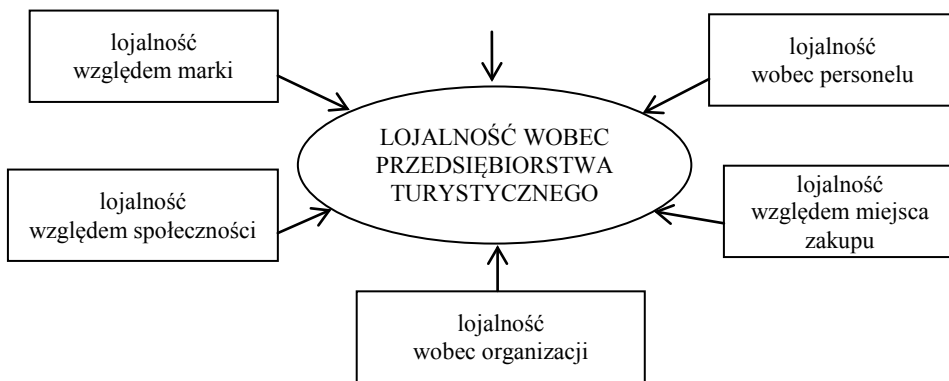 lojalność
względem marki
lojalność
wobec personelu
LOJALNOŚĆ WOBEC
PRZEDSIĘBIORSTWA
TURYSTYCZNEGO
lojalność
względem społeczności
lojalność
względem miejsca
zakupu
lojalność
wobec organizacji